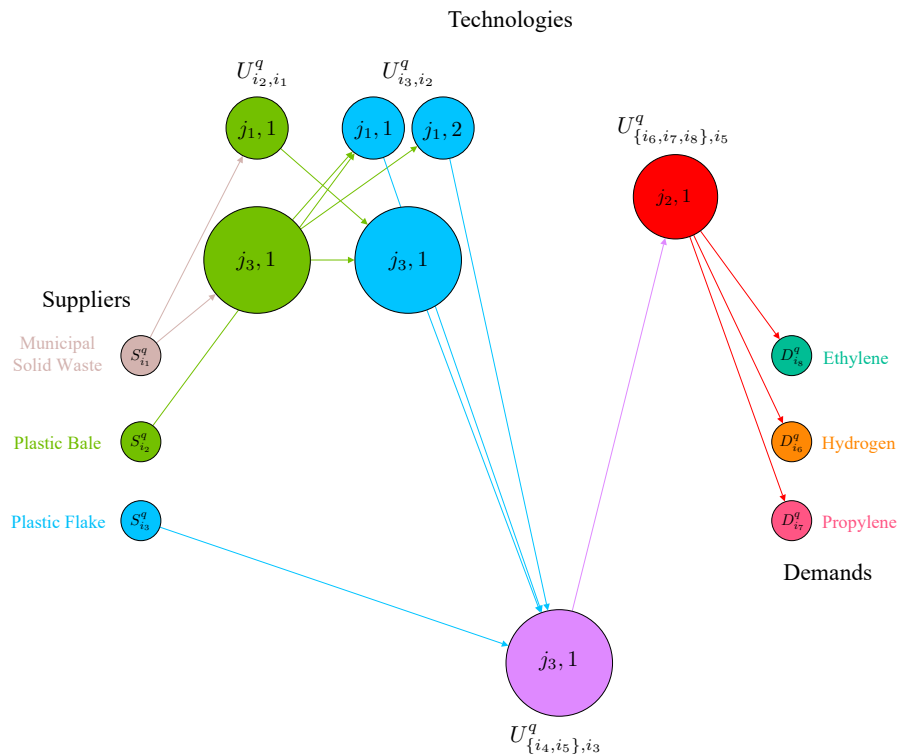 Technologies
U^q_{i_2,i_1}
U^q_{i_3,i_2}
j_1, 1
j_1, 1
j_1, 2
U^q_{\{i_6,i_7,i_8\},i_5}
j_2, 1
j_3, 1
j_3, 1
Suppliers
Municipal
Solid Waste
S^q_{i_1}
D^q_{i_8}
Ethylene
Plastic Bale
S^q_{i_2}
D^q_{i_6}
Hydrogen
Plastic Flake
S^q_{i_3}
D^q_{i_7}
Propylene
Demands
j_3, 1
U^q_{\{i_4,i_5\},i_3}